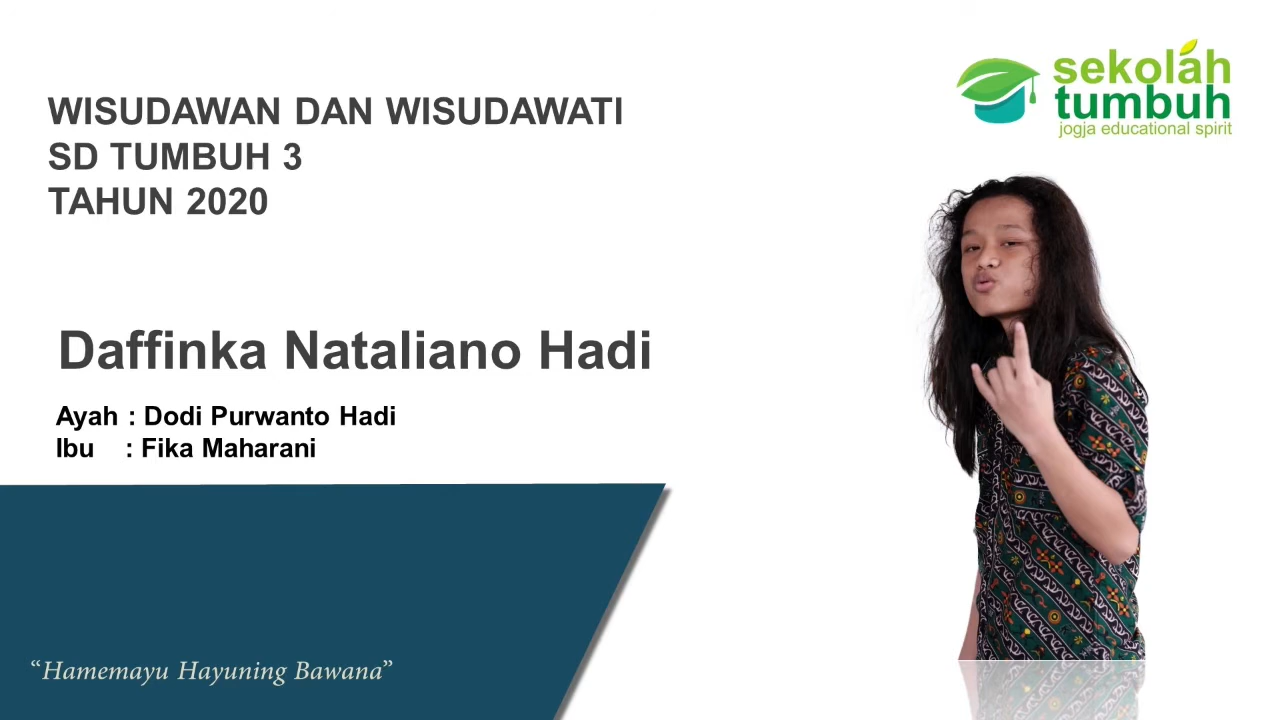 WISUDAWAN DAN WISUDAWATI
SD TUMBUH 3
TAHUN 2020
sekolah
tumbuh
jogja educational spirit
Daffinka Nataliano Hadi
Ayah : Dodi Purwanto Hadi
Ibu : Fika Maharani
“Hamemayu Hayuning Bawana”